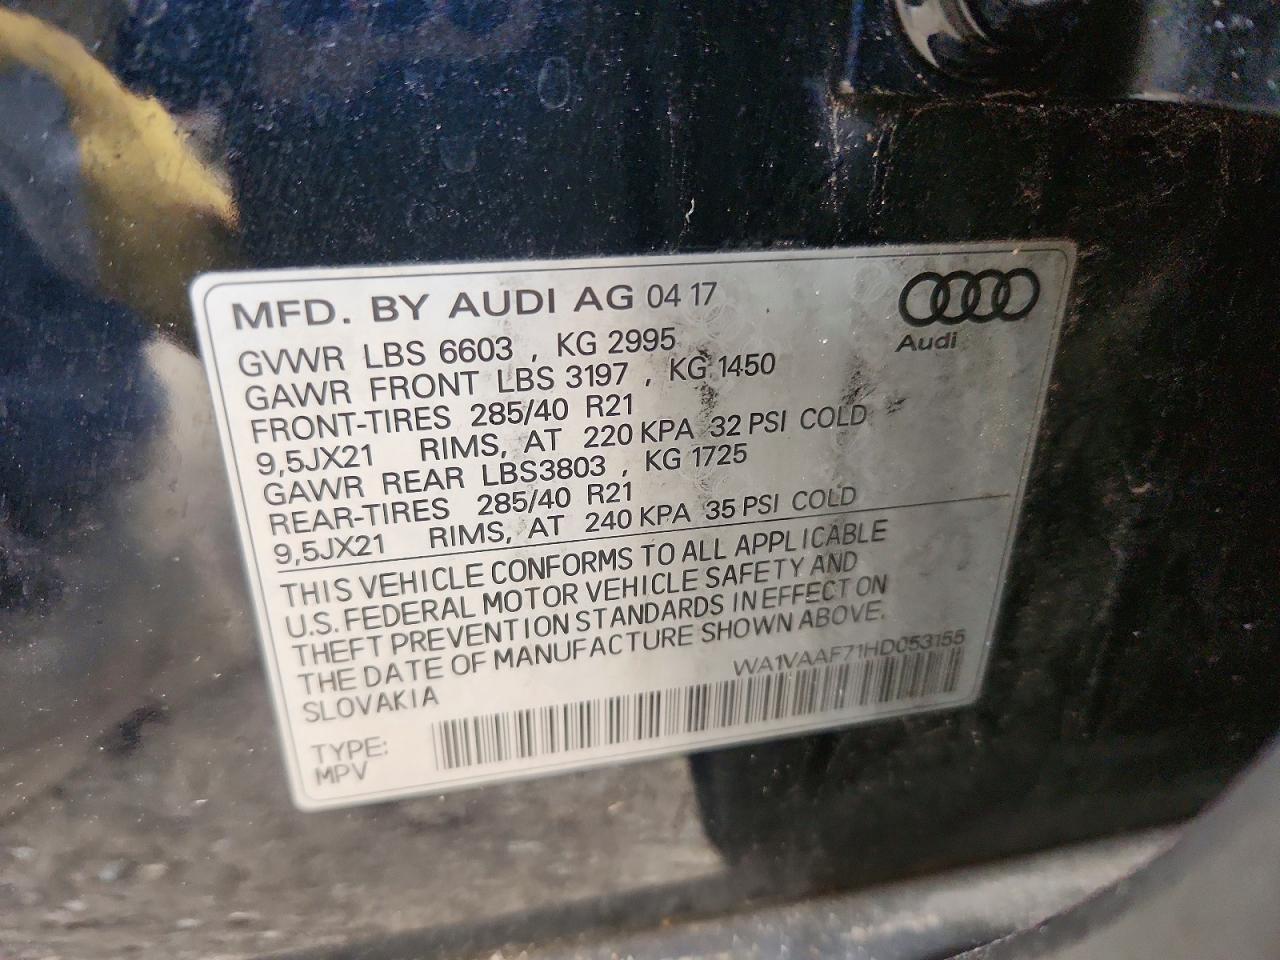 MFD. BY AUDI AG 04 17
Audi
GVWR LBS 6603 , KG 2995
GAWR FRONT LBS 3197 , KG 1450
FRONT-TIRES 285/40 R21
9,5JX21 RIMS, AT 220 KPA 32 PSI COLD
GAWR REAR LBS3803 , KG 1725
REAR-TIRES 285/40 R21
9,5JX21 RIMS, AT 240 KPA 35 PSI COLD
THIS VEHICLE CONFORMS TO ALL APPLICABLE
U.S. FEDERAL MOTOR VEHICLE SAFETY AND
THEFT PREVENTION STANDARDS IN EFFECT ON
THE DATE OF MANUFACTURE SHOWN ABOVE.
SLOVAKIA
WA1VAAF71HD053155
TYPE:
MPV